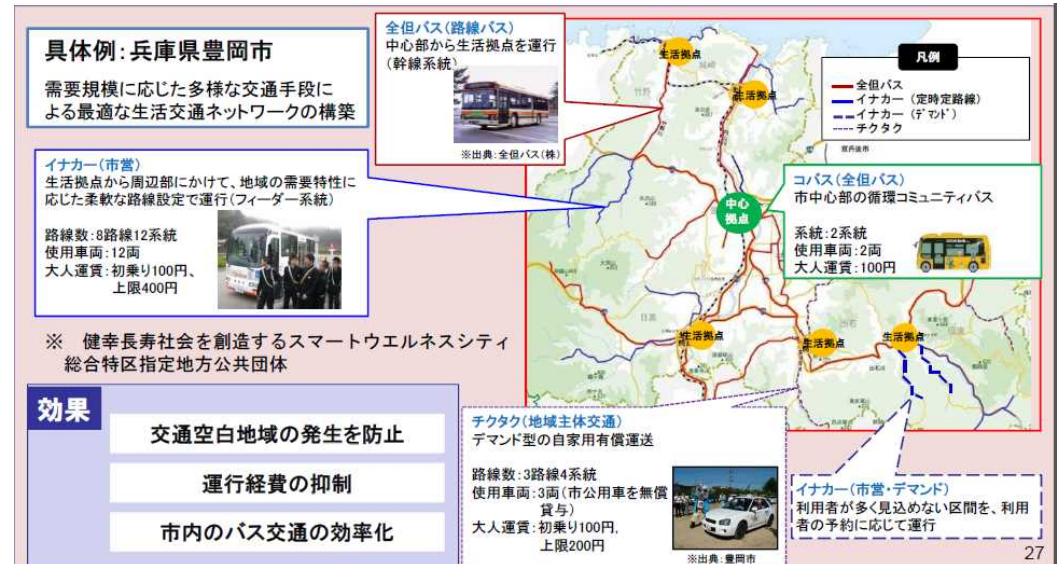 具体例：兵庫県豊岡市
需要規模に応じた多様な交通手段
による最適な生活交通ネットワークの構築
全但バス（路線バス）
中心部から生活拠点を運行
（幹線系統）
※出典：全但バス（株）
凡例
全但バス
イナカー（定時定路線）
イナカー（デマンド）
チクタク
生活拠点
生活拠点
竹野
城崎
京丹後市
イナカー（市営）
生活拠点から周辺部にかけて、地域の需要特性に
応じた柔軟な路線設定で運行（フィーダー系統）
路線数：8路線12系統
使用車両：12両
大人運賃：初乗り100円、
上限400円
中心
拠点
コバス（全但バス）
市中心部の循環コミュニティバス
系統：2系統
使用車両：2両
大人運賃：100円
日高
出石
生活拠点
生活拠点
生活拠点
※　健幸長寿社会を創造するスマートウエルネスシティ
総合特区指定地方公共団体
効果
交通空白地域の発生を防止
運行経費の抑制
市内のバス交通の効率化
チクタク（地域主体交通）
デマンド型の自家用有償運送
路線数：3路線4系統
使用車両：3両（市公用車を無償
貸与）
大人運賃：初乗り100円，
上限200円
※出典：豊岡市
イナカー（市営・デマンド）
利用者が多く見込めない区間を、利用
者の予約に応じて運行
27